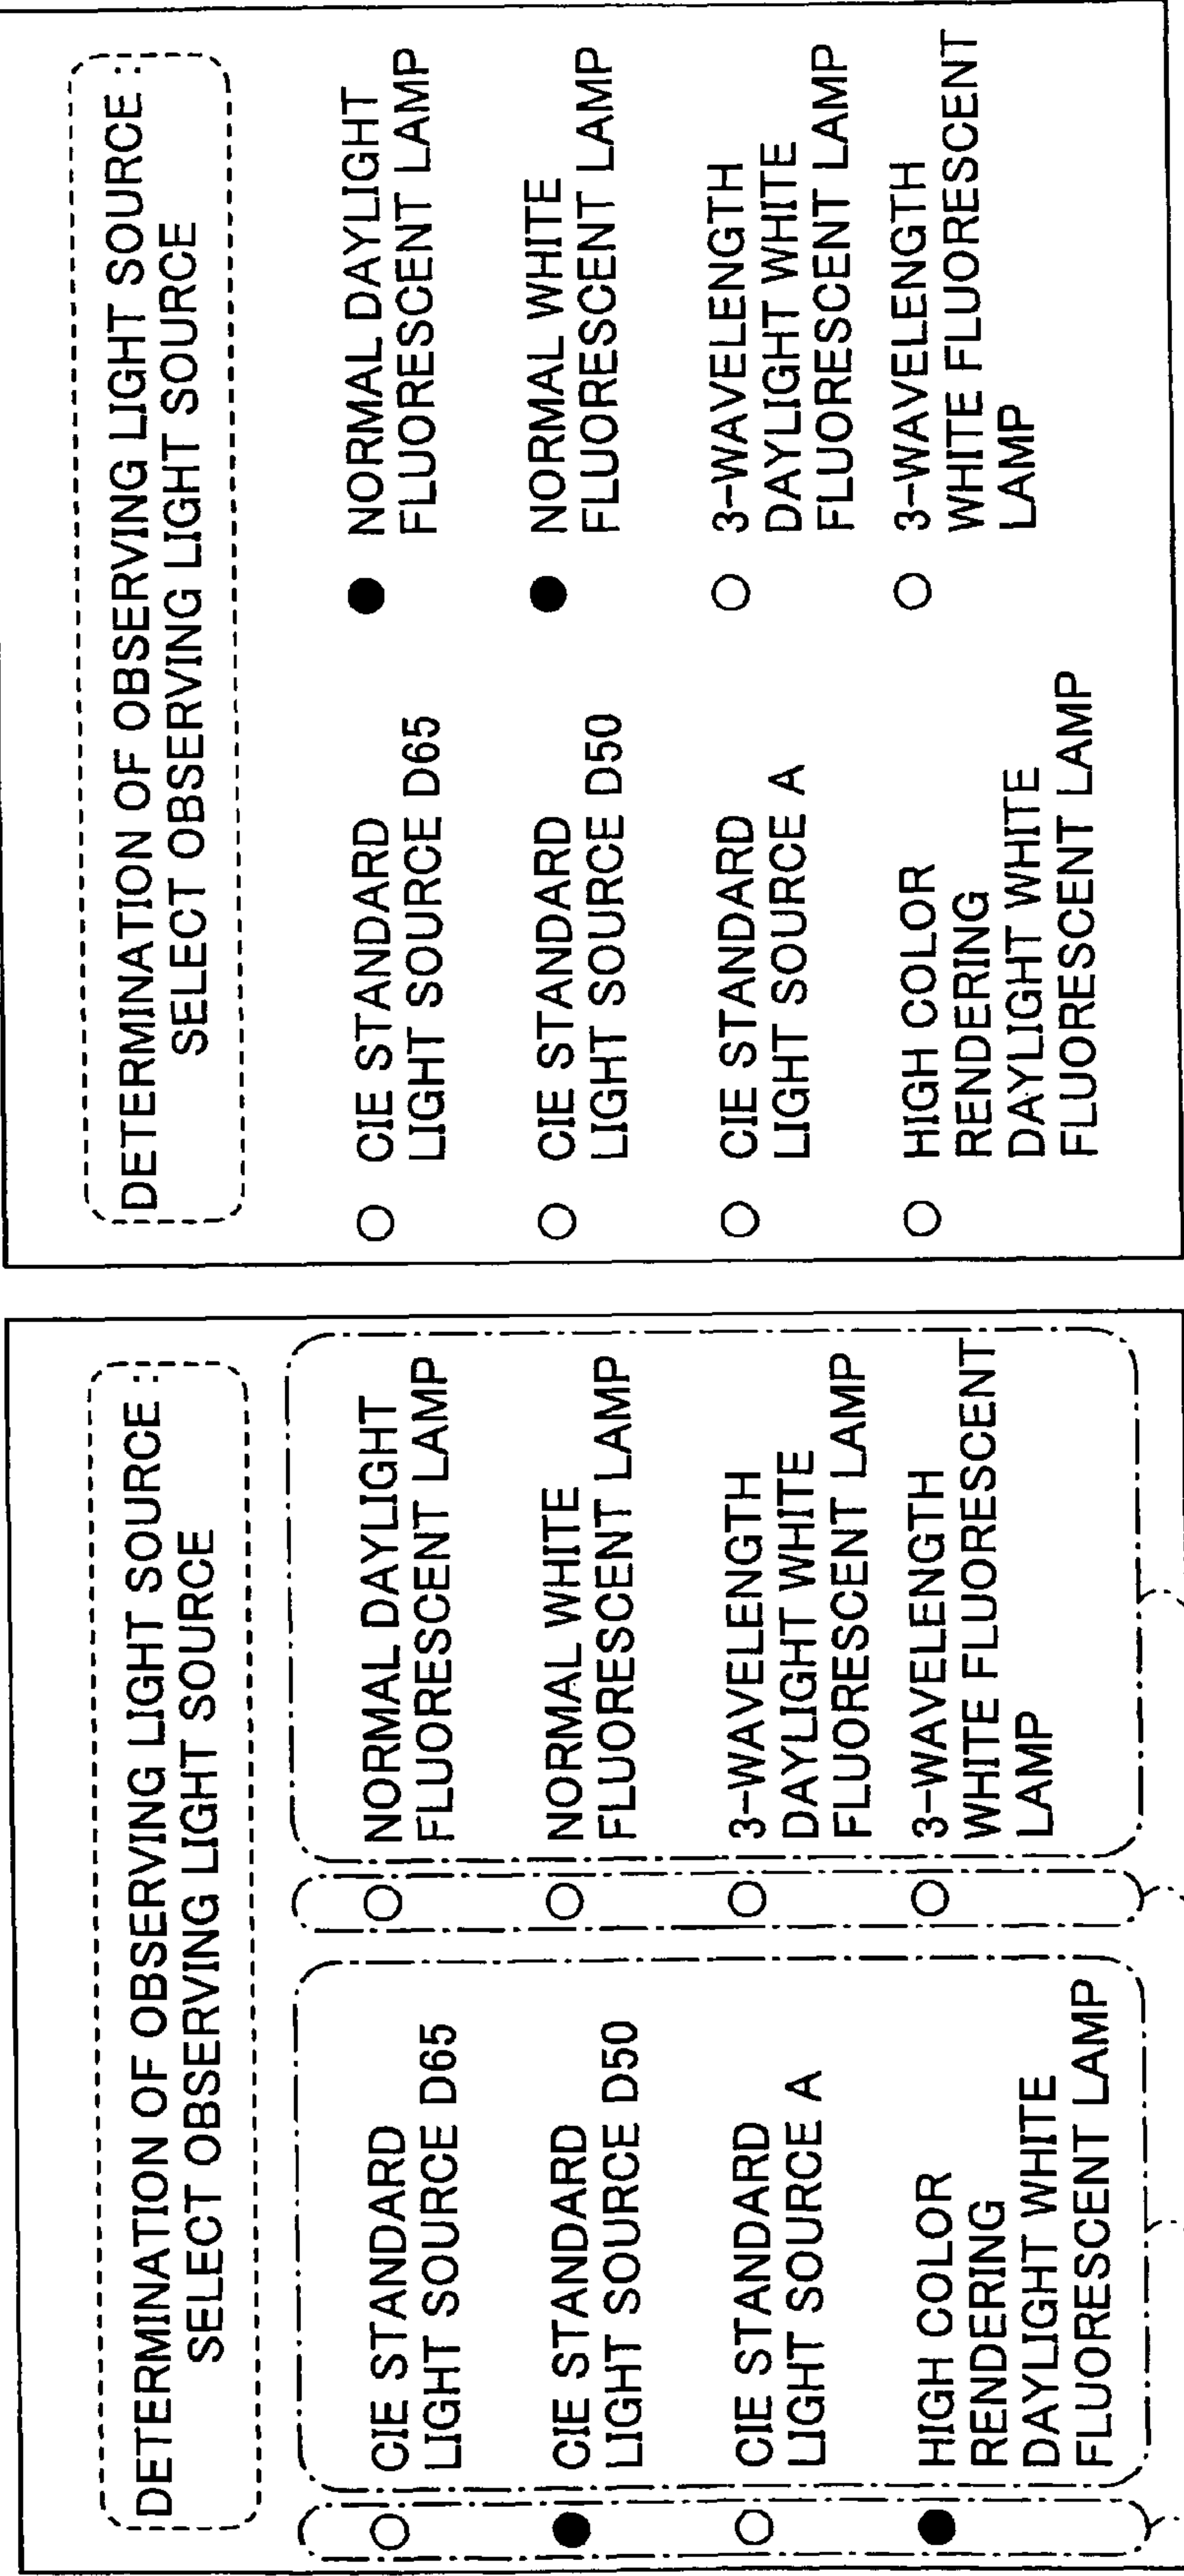 DETERMINATION OF OBSERVING LIGHT SOURCE :
SELECT OBSERVING LIGHT SOURCE
CIE STANDARD
LIGHT SOURCE D65
CIE STANDARD
LIGHT SOURCE D50
CIE STANDARD
LIGHT SOURCE A
HIGH COLOR
RENDERING
DAYLIGHT WHITE
FLUORESCENT LAMP
NORMAL DAYLIGHT
FLUORESCENT LAMP
NORMAL WHITE
FLUORESCENT LAMP
3-WAVELENGTH
DAYLIGHT WHITE
FLUORESCENT LAMP
3-WAVELENGTH
WHITE FLUORESCENT
LAMP
DETERMINATION OF OBSERVING LIGHT SOURCE :
SELECT OBSERVING LIGHT SOURCE
CIE STANDARD
LIGHT SOURCE D65
CIE STANDARD
LIGHT SOURCE D50
CIE STANDARD
LIGHT SOURCE A
HIGH COLOR
RENDERING
DAYLIGHT WHITE
FLUORESCENT LAMP
NORMAL DAYLIGHT
FLUORESCENT LAMP
NORMAL WHITE
FLUORESCENT LAMP
3-WAVELENGTH
DAYLIGHT WHITE
FLUORESCENT LAMP
3-WAVELENGTH
WHITE FLUORESCENT
LAMP